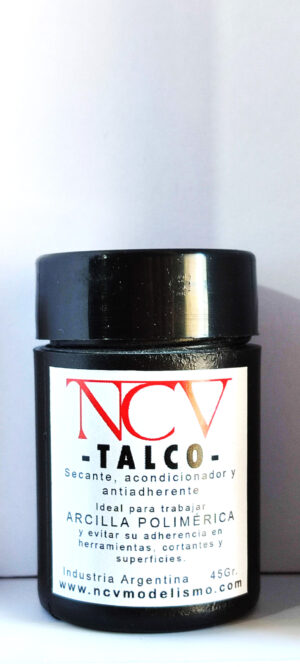 NCV
-TALCO-
Secante, acondicionador y
antiadherente
Ideal para trabajar
ARCILLA POLIMÉRICA
y evitar su adherencia en
herramientas, cortantes y
superficies.
Industria Argentina 45Gr.
www.ncvmodelismo.com